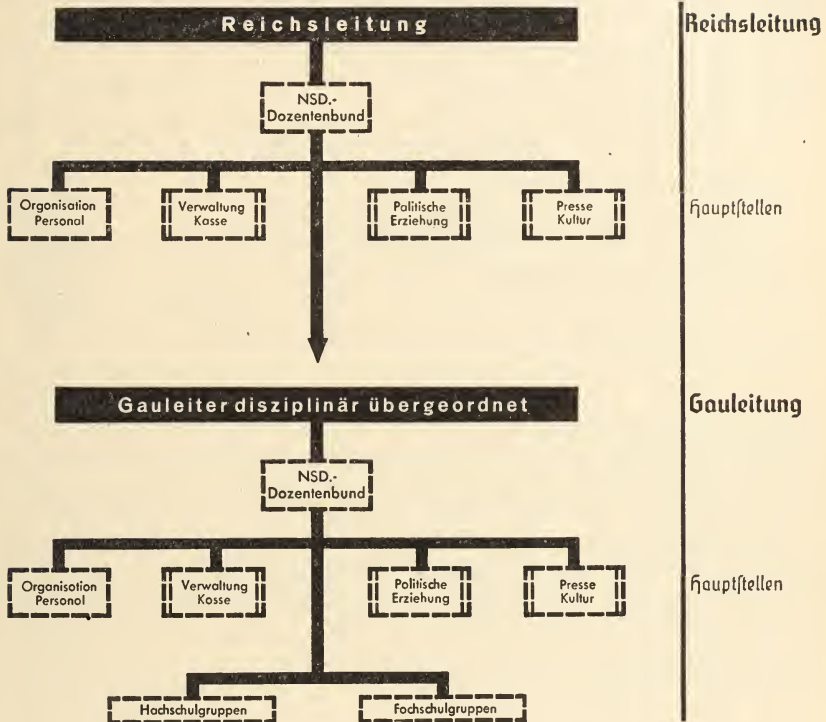 Reichsleitung
Reichsleitung
NSD.-
Dozentenbund
Organisation
Personal
Verwaltung
Kasse
Politische
Erziehung
Presse
Kultur
Hauptſtellen
Gauleiter disziplinär übergeordnet
Gauleitung
NSD.-
Dozentenbund
Organisation
Personal
Verwaltung
Kasse
Politische
Erziehung
Presse
Kultur
Hauptſtellen
Hochschulgruppen
Fachschulgruppen